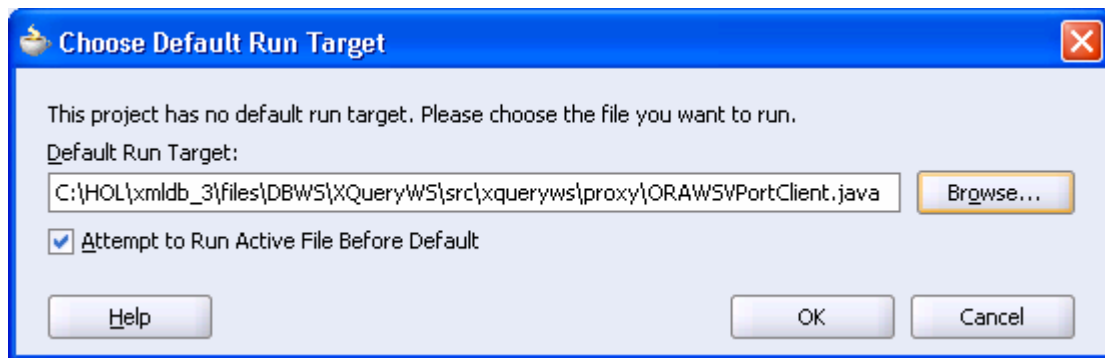 Choose Default Run Target
This project has no default run target. Please choose the file you want to run.
Default Run Target:
C:\HOL\xmldb_3\files\DBWS\XQueryWS\src\xqueryws\proxy\ORAWSVPortClient.java Browse...
Attempt to Run Active File Before Default
Help OK Cancel